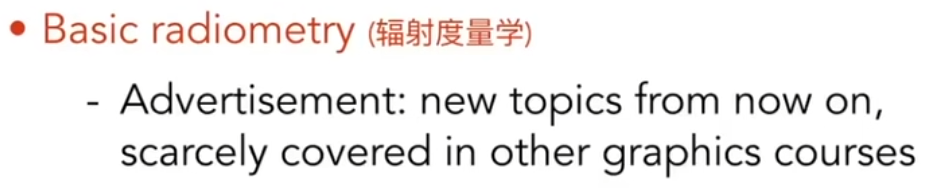 • Basic radiometry (辐射度量学)
- Advertisement: new topics from now on,
scarcely covered in other graphics courses